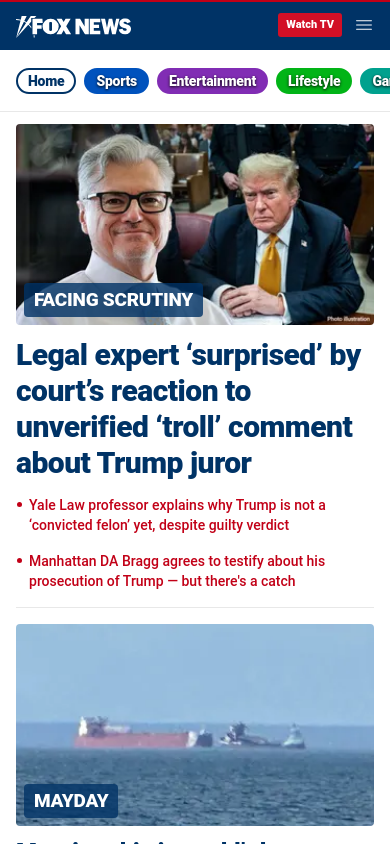 FOX NEWS
Watch TV
Home
Sports
Entertainment
Lifestyle
FACING SCRUTINY
Photo illustration
Legal expert ‘surprised’ by
court’s reaction to
unverified ‘troll’ comment
about Trump juror
• Yale Law professor explains why Trump is not a
‘convicted felon’ yet, despite guilty verdict
• Manhattan DA Bragg agrees to testify about his
prosecution of Trump — but there's a catch
MAYDAY